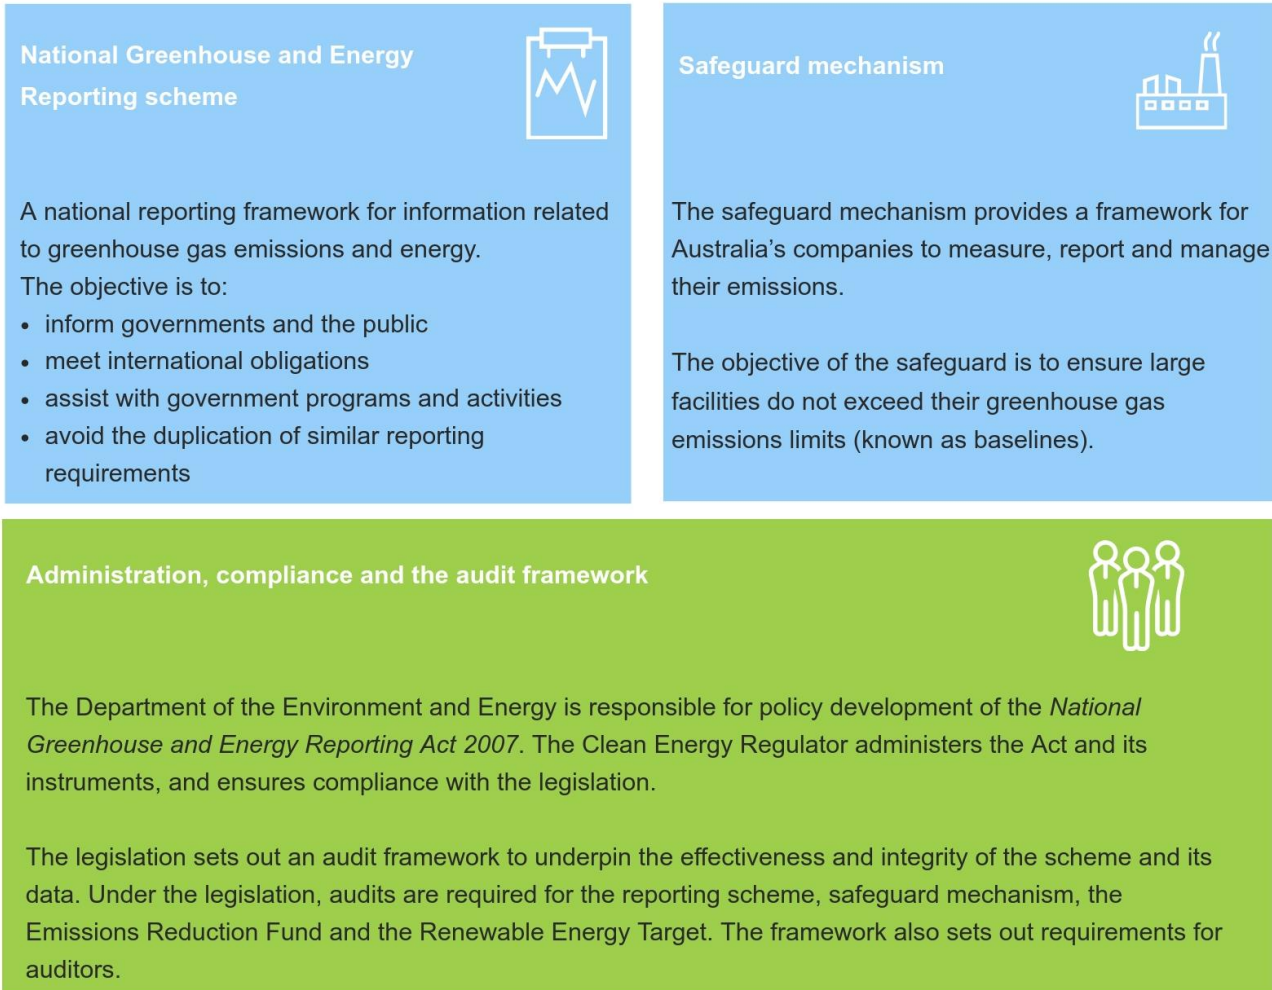 National Greenhouse and Energy
Reporting scheme
A national reporting framework for information related
to greenhouse gas emissions and energy.
The objective is to:
• inform governments and the public
• meet international obligations
• assist with government programs and activities
• avoid the duplication of similar reporting
requirements
Safeguard mechanism
The safeguard mechanism provides a framework for
Australia’s companies to measure, report and manage
their emissions.
The objective of the safeguard is to ensure large
facilities do not exceed their greenhouse gas
emissions limits (known as baselines).
Administration, compliance and the audit framework
The Department of the Environment and Energy is responsible for policy development of the National
Greenhouse and Energy Reporting Act 2007. The Clean Energy Regulator administers the Act and its
instruments, and ensures compliance with the legislation.
The legislation sets out an audit framework to underpin the effectiveness and integrity of the scheme and its
data. Under the legislation, audits are required for the reporting scheme, safeguard mechanism, the
Emissions Reduction Fund and the Renewable Energy Target. The framework also sets out requirements for
auditors.